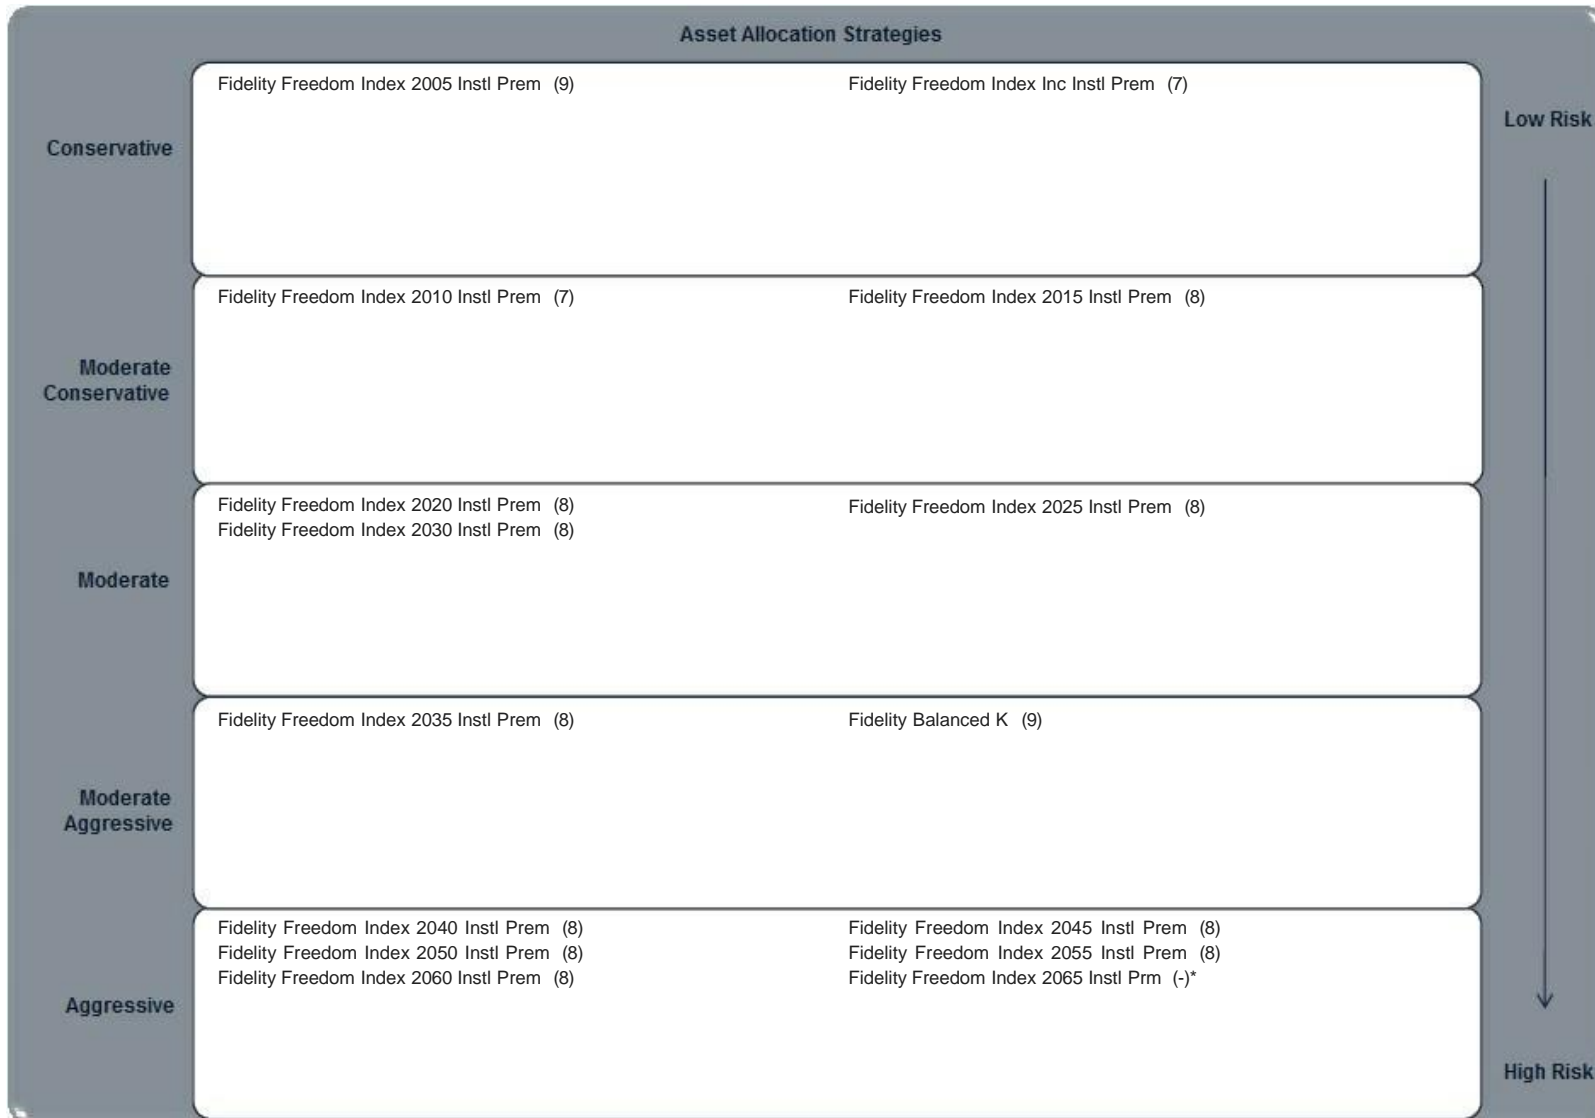 Asset Allocation Strategies
Conservative
Fidelity Freedom Index 2005 Instl Prem (9)
Fidelity Freedom Index Inc Instl Prem (7)
Low Risk
Moderate
Conservative
Fidelity Freedom Index 2010 Instl Prem (7)
Fidelity Freedom Index 2015 Instl Prem (8)
Moderate
Fidelity Freedom Index 2020 Instl Prem (8)
Fidelity Freedom Index 2025 Instl Prem (8)
Fidelity Freedom Index 2030 Instl Prem (8)
Moderate
Aggressive
Fidelity Freedom Index 2035 Instl Prem (8)
Fidelity Balanced K (9)
Aggressive
Fidelity Freedom Index 2040 Instl Prem (8)
Fidelity Freedom Index 2045 Instl Prem (8)
Fidelity Freedom Index 2050 Instl Prem (8)
Fidelity Freedom Index 2055 Instl Prem (8)
Fidelity Freedom Index 2060 Instl Prem (8)
Fidelity Freedom Index 2065 Instl Prm (-)*
High Risk